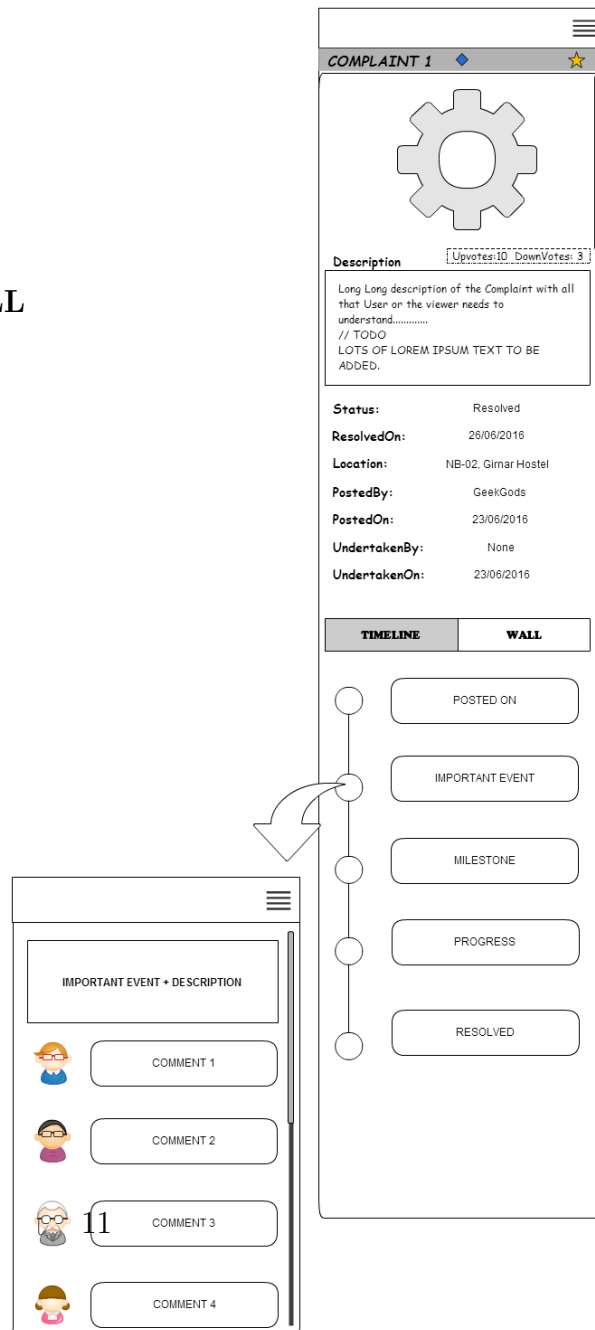 COMPLAINT 1
Description
Upvotes:10 DownVotes: 3
LL
Long Long description of the Complaint with all
that User or the viewer needs to
understand.............
// TODO
LOTS OF LOREM IPSUM TEXT TO BE
ADDED.
Status: Resolved
ResolvedOn: 26/06/2016
Location: NB-02, Girnar Hostel
PostedBy: GeekGods
PostedOn: 23/06/2016
UndertakenBy: None
UndertakenOn: 23/06/2016
TIMELINE WALL
POSTED ON
IMPORTANT EVENT
MILESTONE
PROGRESS
RESOLVED
IMPORTANT EVENT + DESCRIPTION
COMMENT 1
COMMENT 2
COMMENT 3
11
COMMENT 4